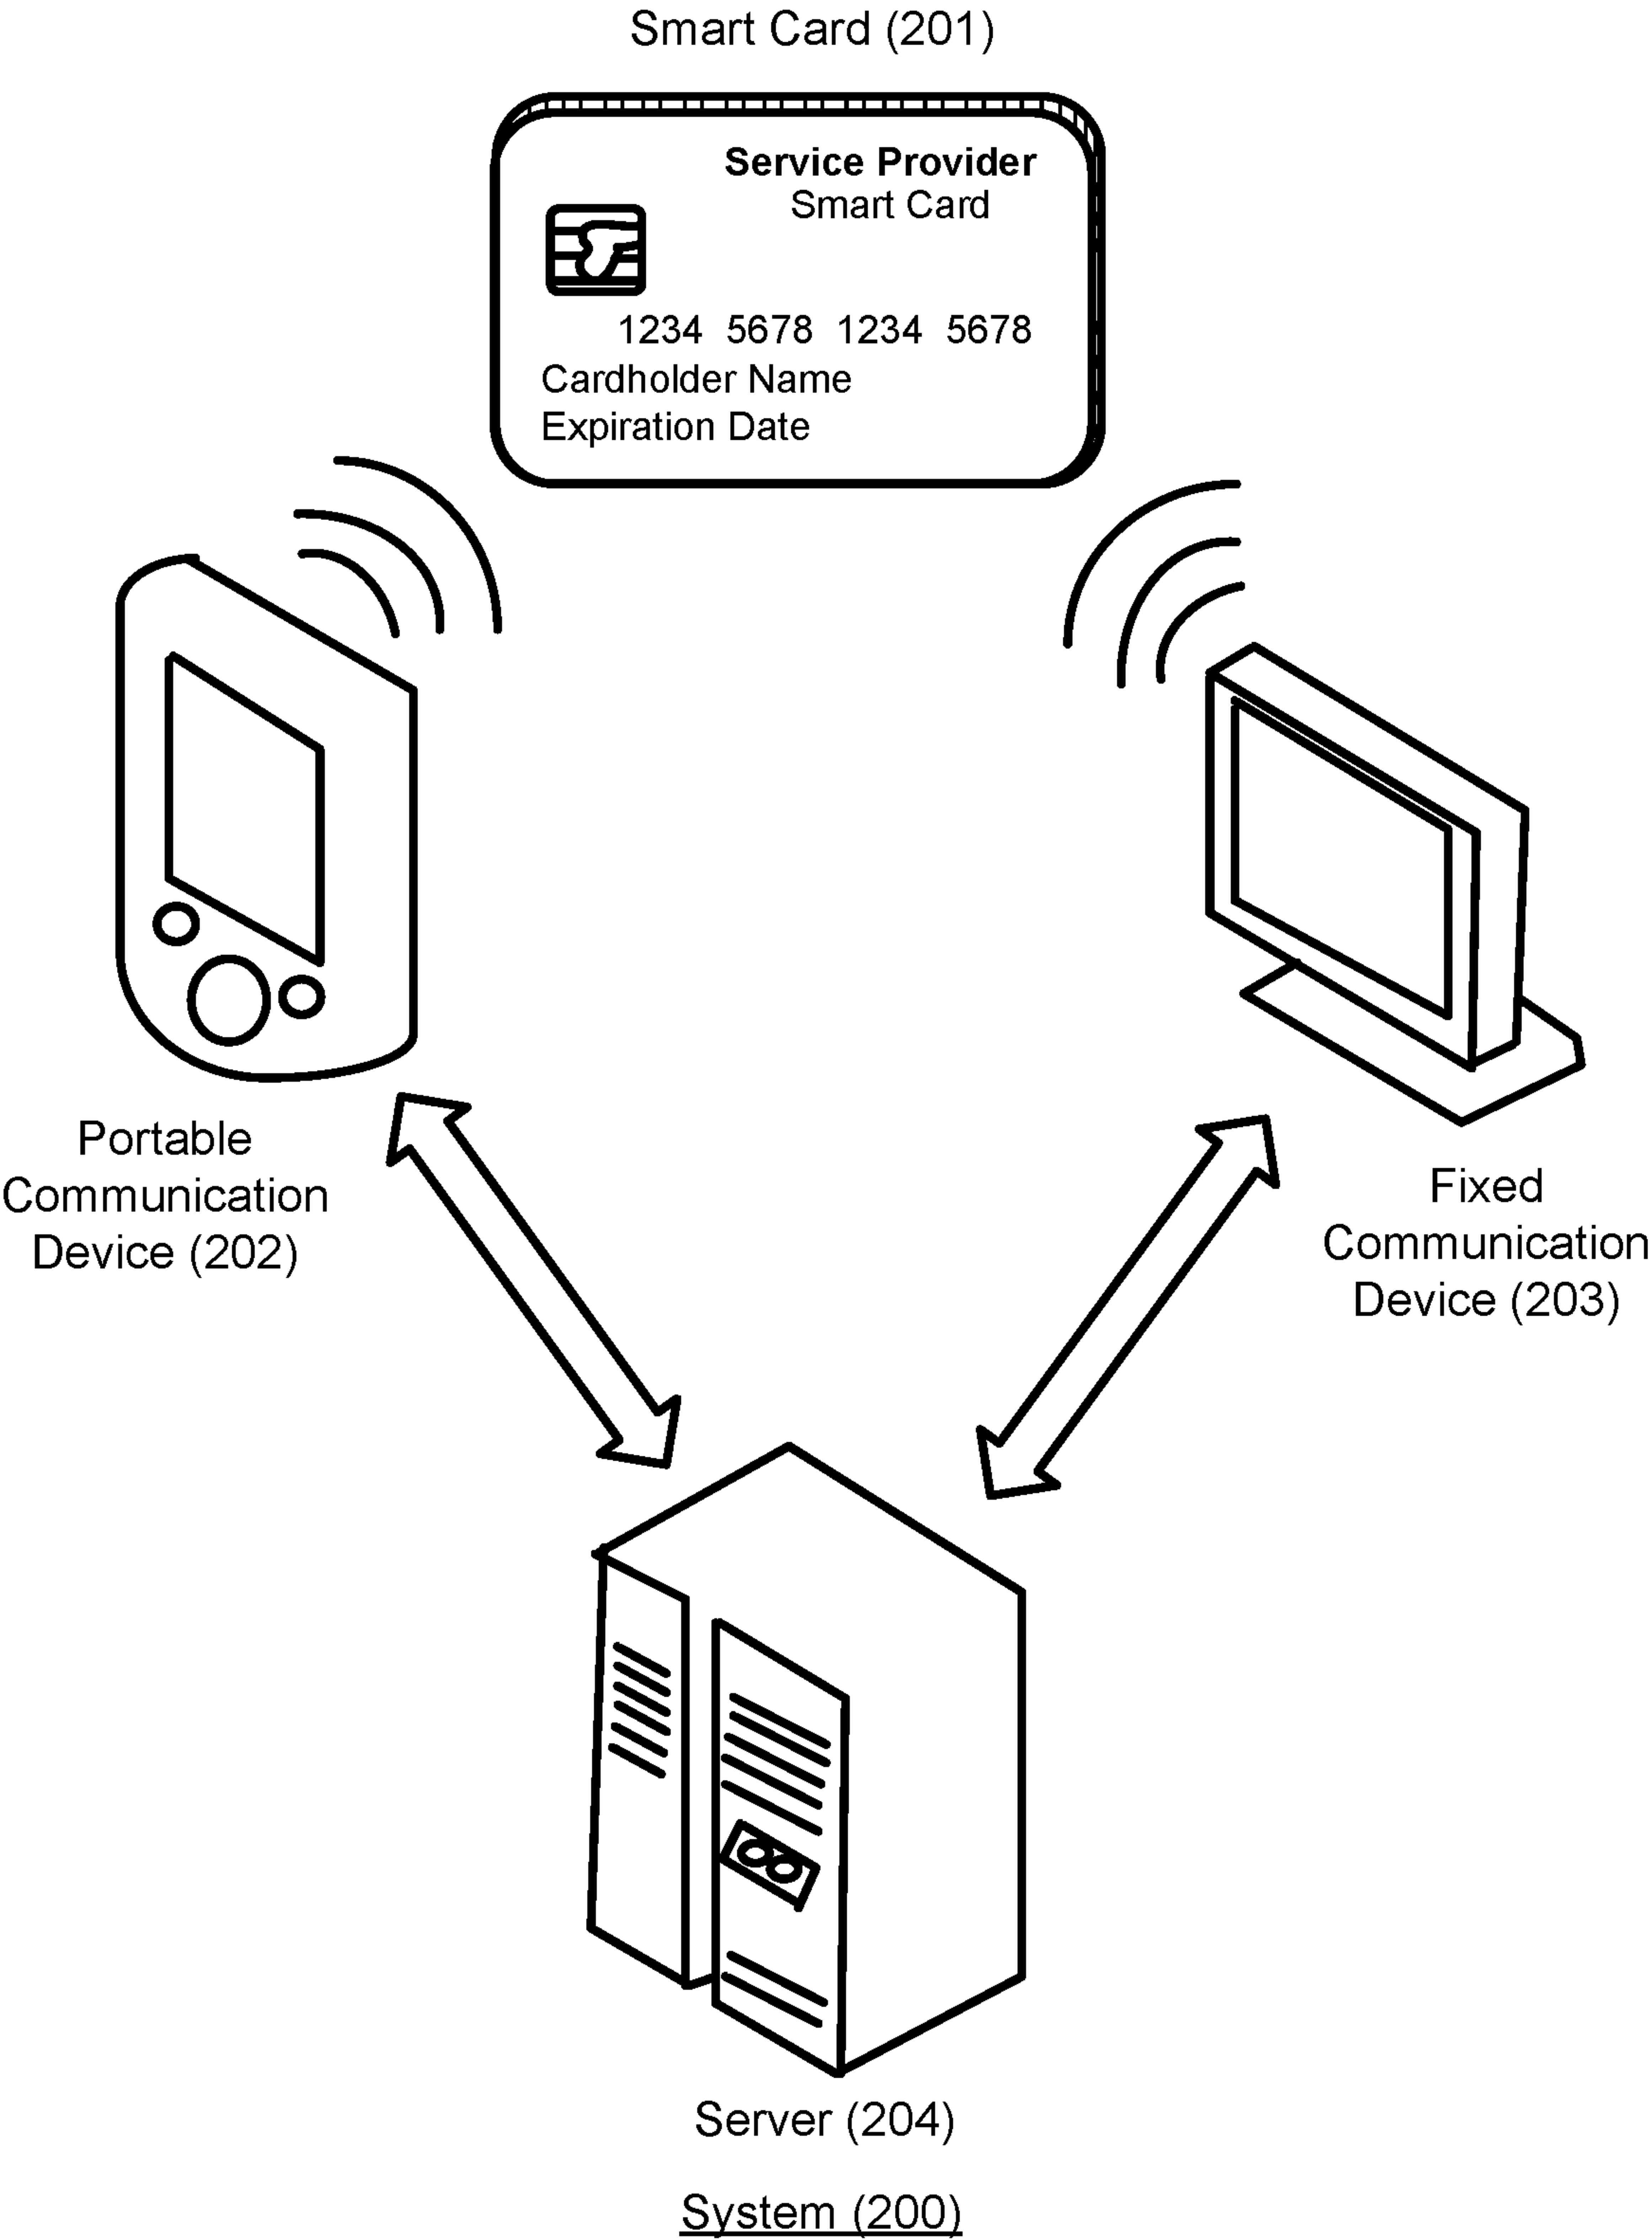 Smart Card (201)
Service Provider
Smart Card
1234 5678 1234 5678
Cardholder Name
Expiration Date
Portable
Communication
Device (202)
Fixed
Communication
Device (203)
Server (204)
System (200)